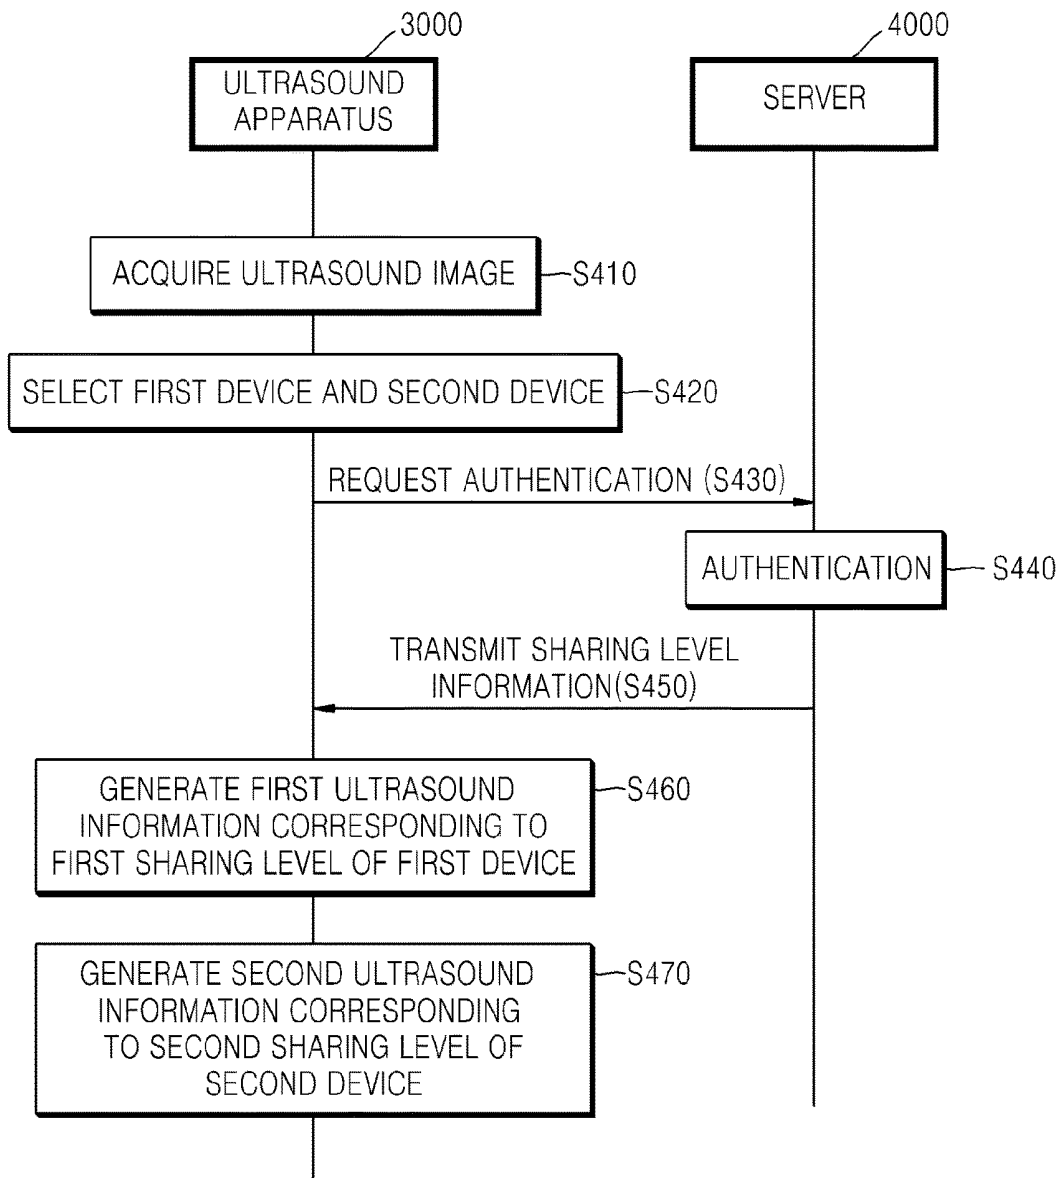 3000
4000
ULTRASOUND
APPARATUS
SERVER
ACQUIRE ULTRASOUND IMAGE
S410
SELECT FIRST DEVICE AND SECOND DEVICE
S420
REQUEST AUTHENTICATION (S430)
AUTHENTICATION
S440
TRANSMIT SHARING LEVEL
INFORMATION(S450)
GENERATE FIRST ULTRASOUND
INFORMATION CORRESPONDING TO
FIRST SHARING LEVEL OF FIRST DEVICE
S460
GENERATE SECOND ULTRASOUND
INFORMATION CORRESPONDING
TO SECOND SHARING LEVEL OF
SECOND DEVICE
S470